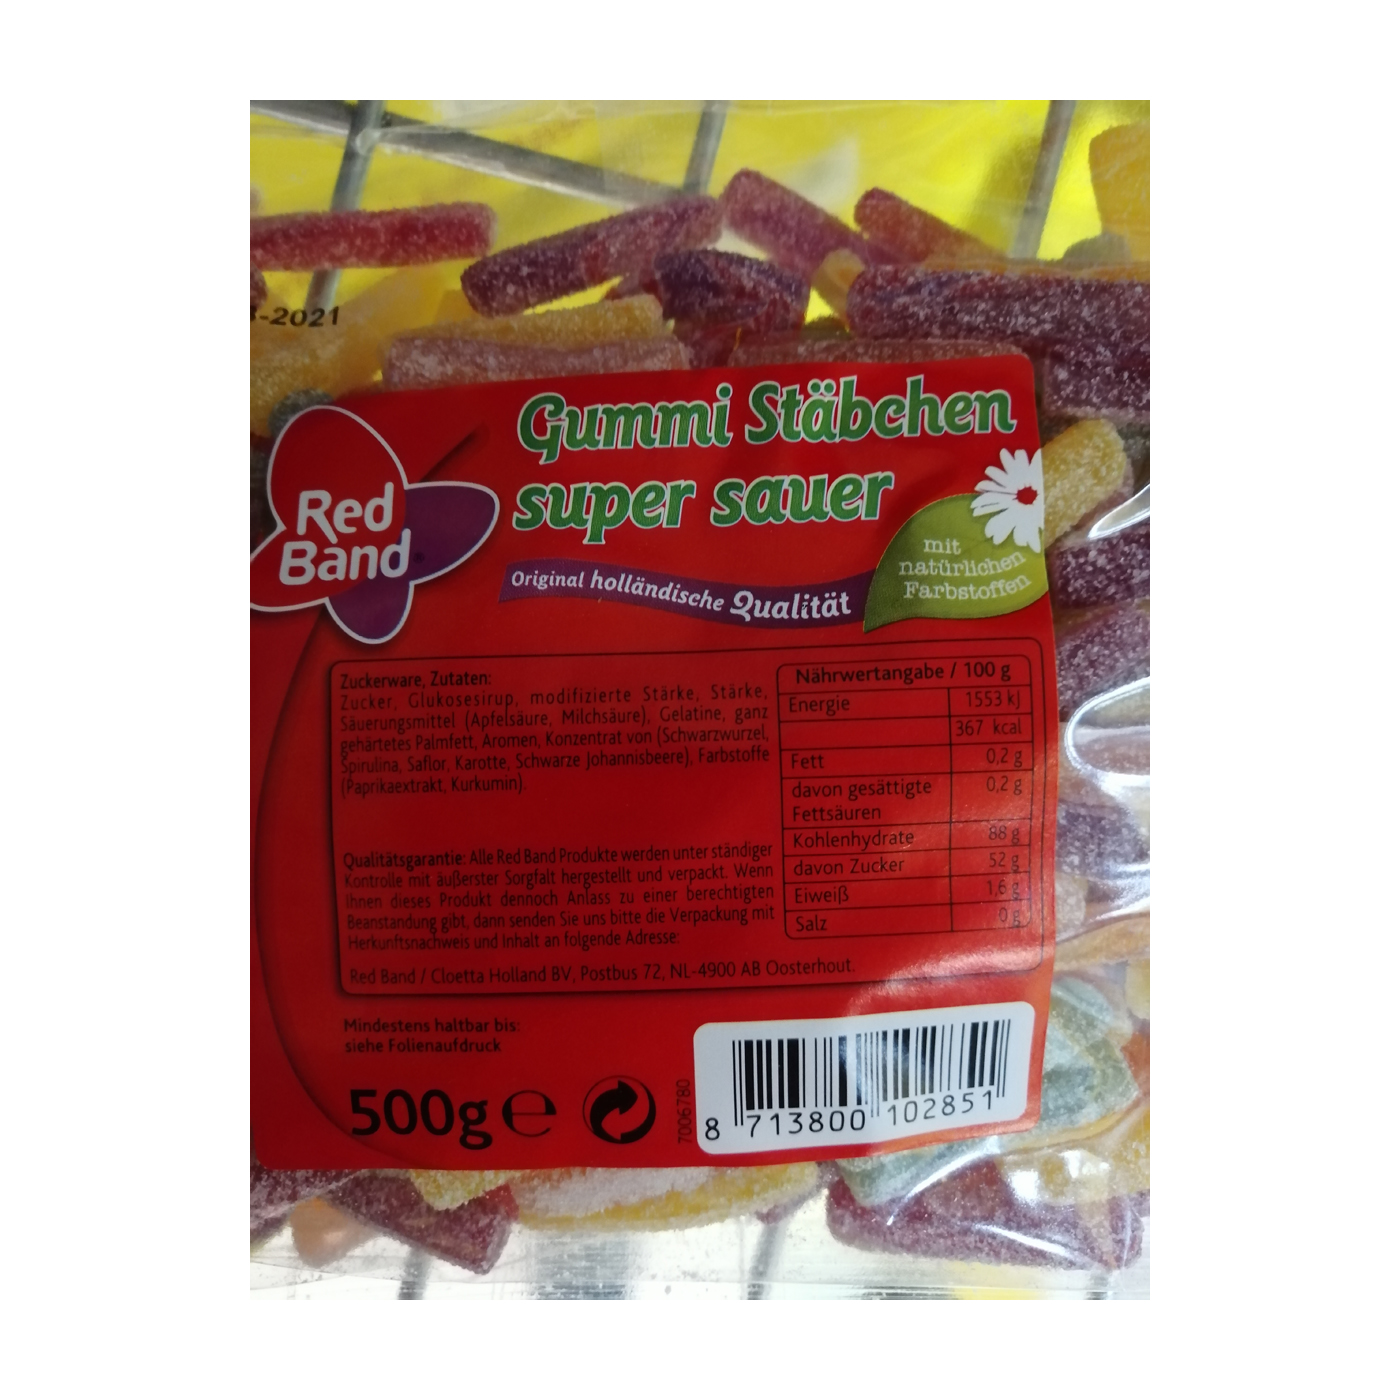 -2021
Gummi Stäbchen
super sauer
Red
Band
Original holländische Qualität
mit
natürlichen
Farbstoffen
Zuckerware, Zutaten:
Zucker, Glukosesirup, modifizierte Stärke, Stärke,
Säuerungsmittel (Apfelsäure, Milchsäure), Gelatine, ganz
gehärtetes Palmfett, Aromen, Konzentrat von (Schwarzwurzel,
Spirulina, Saflor, Karotte, Schwarze Johannisbeere), Farbstoffe
(Paprikaextrakt, Kurkumin).
Qualitätsgarantie: Alle Red Band Produkte werden unter ständiger
Kontrolle mit äußerster Sorgfalt hergestellt und verpackt. Wenn
Ihnen dieses Produkt dennoch Anlass zu einer berechtigten
Beanstandung gibt, dann senden Sie uns bitte die Verpackung mit
Herkunftsnachweis und Inhalt an folgende Adresse:
Red Band / Cloetta Holland BV, Postbus 72, NL-4900 AB Oosterhout.
Nährwertangabe / 100 g
Energie 1553 kJ
367 kcal
Fett 0,2 g
davon gesättigte 0,2 g
Fettsäuren
Kohlenhydrate 88 g
davon Zucker 52 g
Eiweiß 1,6 g
Salz 0 g
Mindestens haltbar bis:
siehe Folienaufdruck
500g e
7006780
8 713800 102851